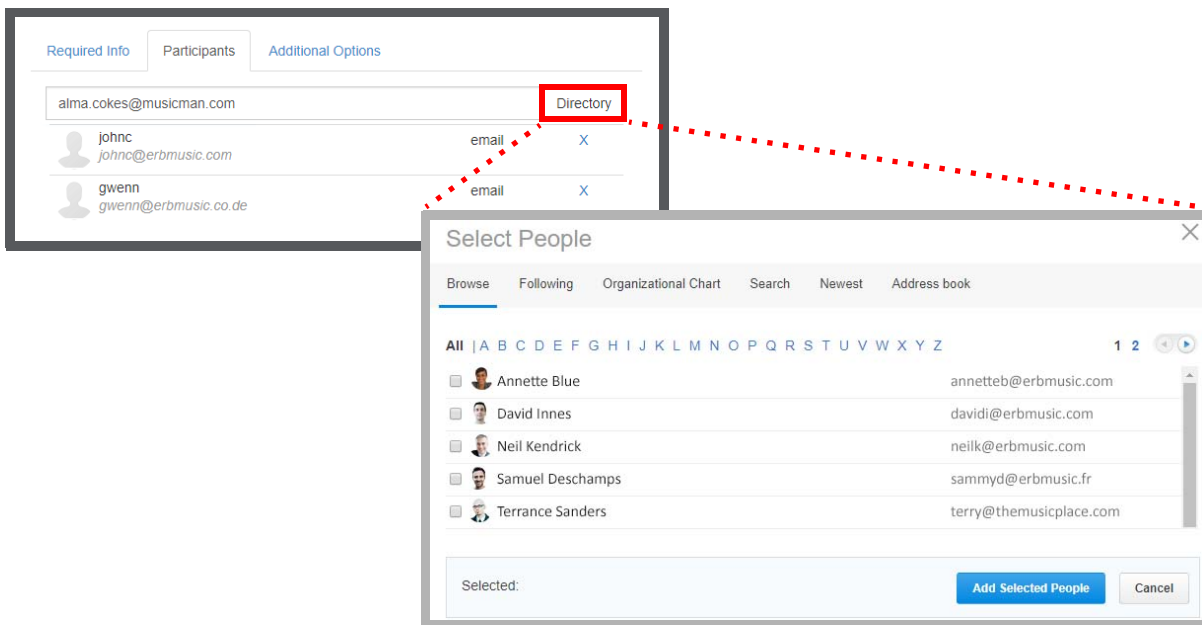 Required Info Participants Additional Options
alma.cokes@musicman.com Directory
johnc email X
johnc@erbmusic.com
gwenn email X
gwenn@erbmusic.co.de
Select People
Browse Following Organizational Chart Search Newest Address book
All | A B C D E F G H I J K L M N O P Q R S T U V W X Y Z 1 2
Annette Blue annetteb@erbmusic.com
David Innes davidi@erbmusic.com
Neil Kendrick neilk@erbmusic.com
Samuel Deschamps sammyd@erbmusic.fr
Terrance Sanders terry@themusicplace.com
Selected: Add Selected People Cancel